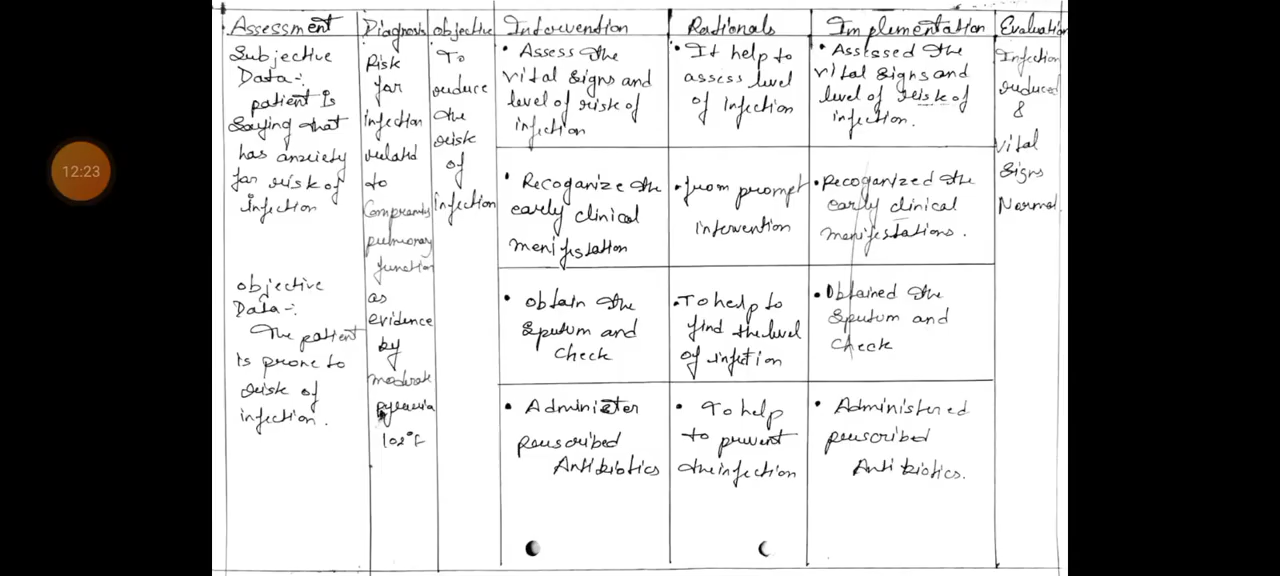 12:23
Assessment Diagnosis objective Intervention Rationals Implementation Evaluation
Subjective
Data:-
patient is
Saying that
has anxiety
for risk of
infection
objective
Data:-
The patient
is prone to
risk of
infection.
Risk
for
infection
related
to
pulmonary
function
as
evidence
by
moderate
102°F
To
reduce
the
risk
of
infection
• Assess the
vital signs and
level of risk of
infection
• It help to
assess level
of infection
• Assessed the
vital signs and
level of risk of
infection.
• Recoganize the
early clinical
menifistation
• from prompt
intervention
• Recoganized the
early clinical
menifestations.
• obtain the
Sputum and
check
• To help to
find the level
of infection
• Obtained the
Sputum and
check
• Administer
prescribed
Antibiotics
• To help
to prevent
the infection
• Administered
prescribed
Antibiotics.
Infection
reduced
&
vital
signs
Normal.